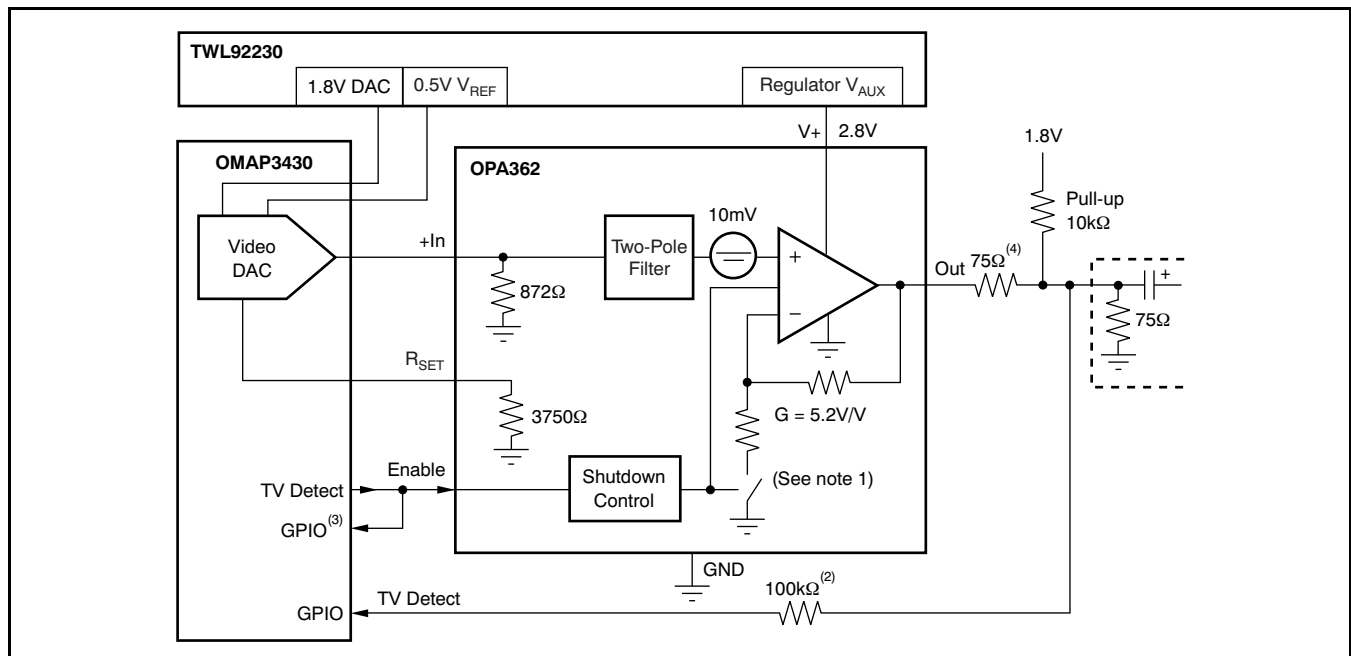 TWL92230
1.8V DAC
0.5V VREF
Regulator VAUX
V+
2.8V
1.8V
OMAP3430
OPA362
Pull-up
10kΩ
10mV
Video
DAC
+In
Two-Pole
Filter
+
−
Out
75Ω(4)
+
872Ω
75Ω
RSET
3750Ω
G = 5.2V/V
Enable
Shutdown
Control
(See note 1)
TV Detect
GPIO(3)
GND
100kΩ(2)
GPIO
TV Detect